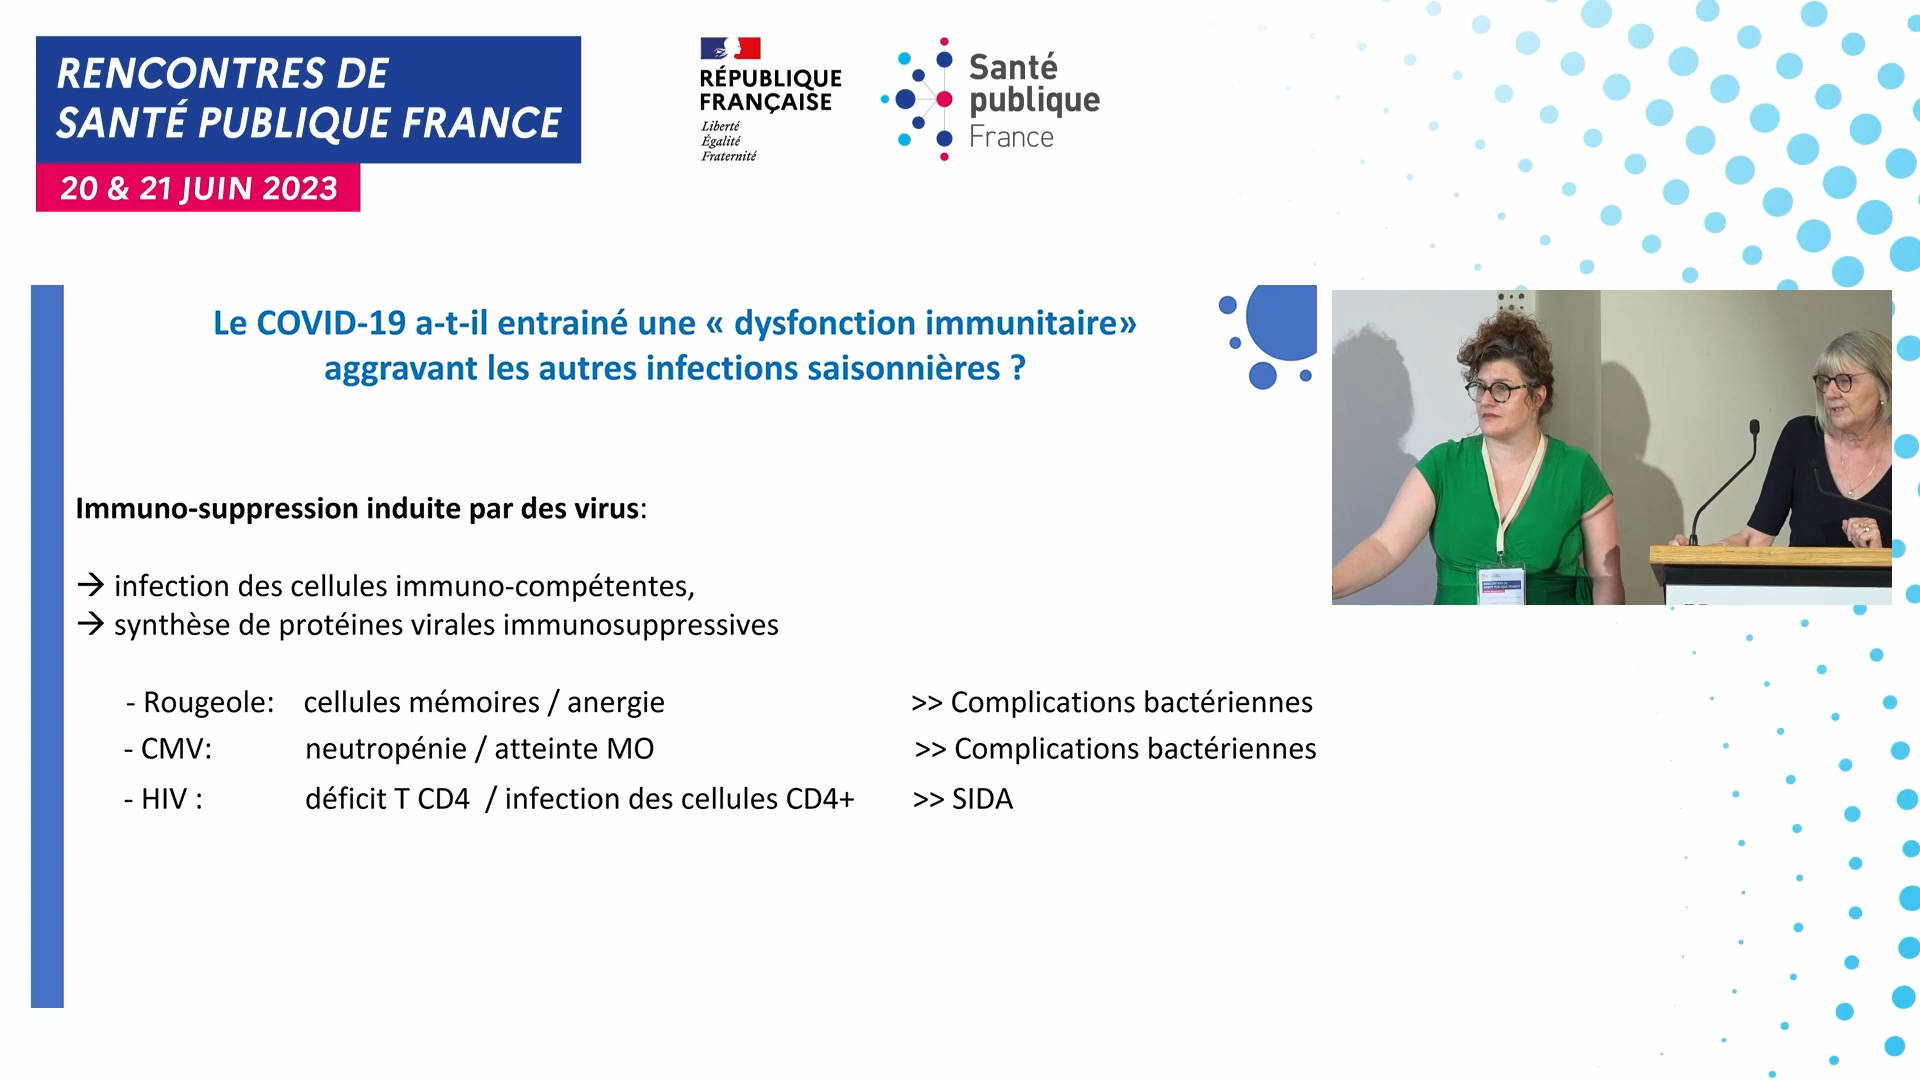 RENCONTRES DE
SANTÉ PUBLIQUE FRANCE
20 & 21 JUIN 2023
RÉPUBLIQUE
FRANÇAISE
Liberté
Égalité
Fraternité
Santé
publique
France
Le COVID-19 a-t-il entrainé une « dysfonction immunitaire»
aggravant les autres infections saisonnières ?
Immuno-suppression induite par des virus:
→ infection des cellules immuno-compétentes,
→ synthèse de protéines virales immunosuppressives
- Rougeole: cellules mémoires / anergie >> Complications bactériennes
- CMV: neutropénie / atteinte MO >> Complications bactériennes
- HIV : déficit T CD4 / infection des cellules CD4+ >> SIDA